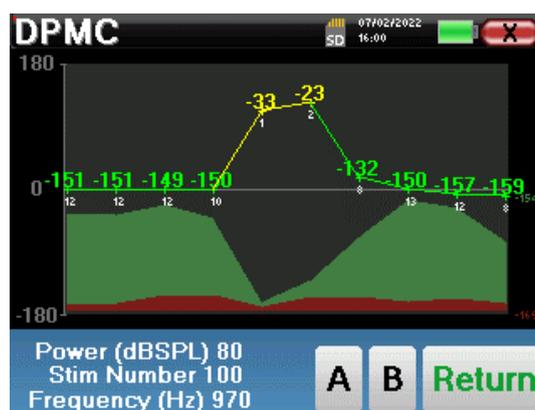 DPMC
SD
07/02/2022
16:00
X
180
-33
-23
1
2
-132
0
-151
-151
-149
-150
-150
-157
-159
12
12
12
10
8
13
12
8
-180
Power (dBSPL) 80
Stim Number 100
Frequency (Hz) 970
A
B
Return